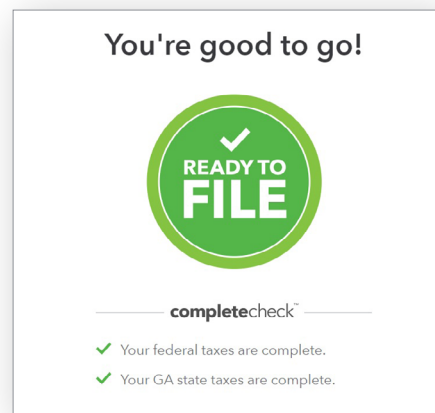 You're good to go!
READY TO
FILE
completecheck™
Your federal taxes are complete.
Your GA state taxes are complete.